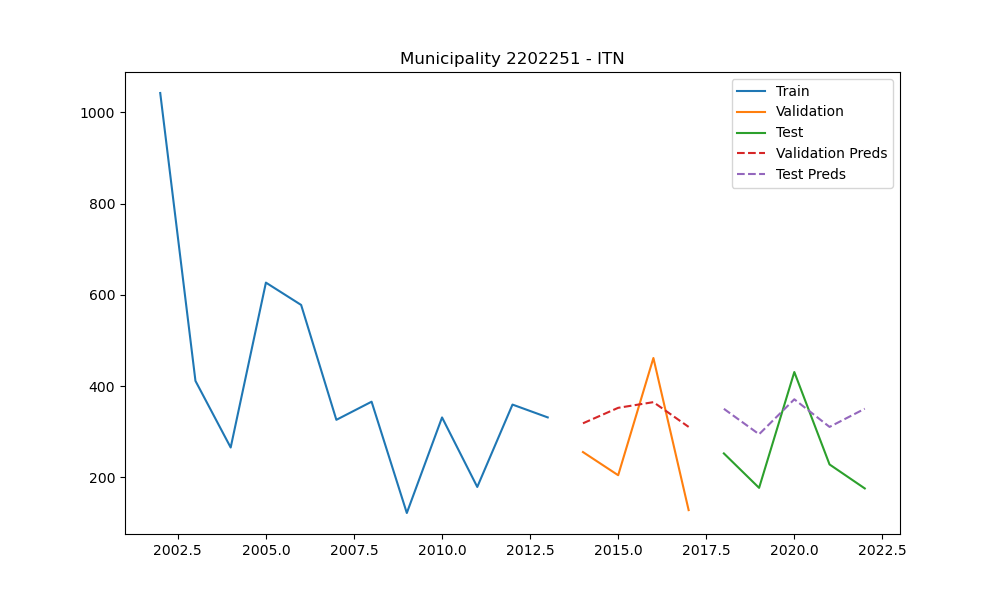 Municipality 2202251 - ITN
Train
Validation
Test
Validation Preds
Test Preds
1000
800
600
400
200
2002.5 2005.0 2007.5 2010.0 2012.5 2015.0 2017.5 2020.0 2022.5